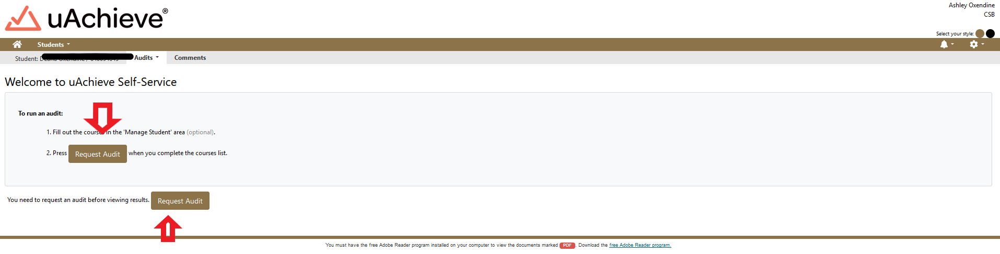 uAchieve®
Ashley Oxendine
CSB
Select your style:
Students
Student:
Audits
Comments
Welcome to uAchieve Self-Service
To run an audit:
1. Fill out the courses in the 'Manage Student' area (optional).
2. Press Request Audit when you complete the courses list.
You need to request an audit before viewing results. Request Audit
You must have the free Adobe Reader program installed on your computer to view the documents marked PDF. Download the free Adobe Reader program.